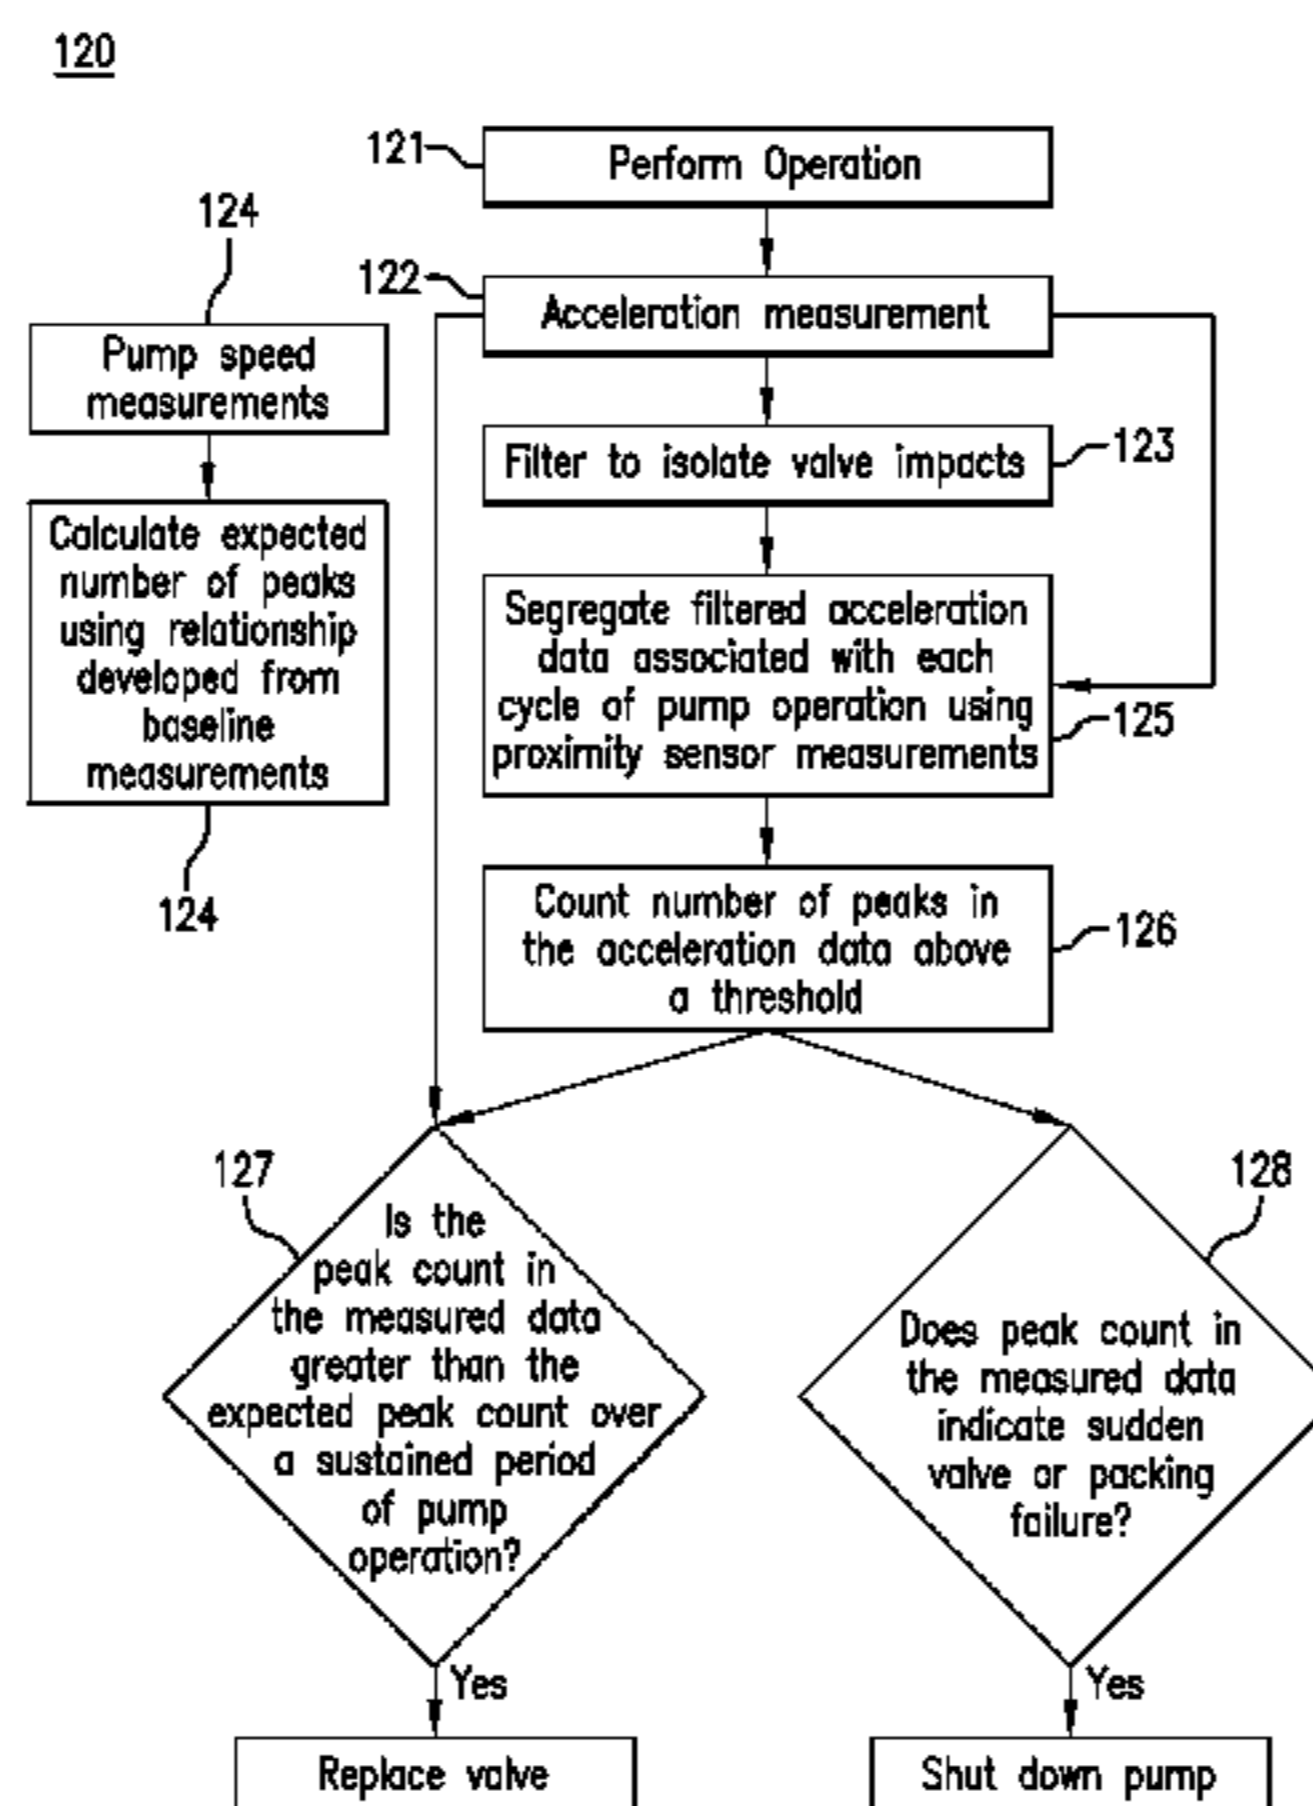 120
121
Perform Operation
124
122
Acceleration measurement
Pump speed
measurements
Filter to isolate valve impacts
123
Calculate expected
number of peaks
using relationship
developed from
baseline
measurements
124
Segregate filtered acceleration
data associated with each
cycle of pump operation using
proximity sensor measurements
125
Count number of peaks in
the acceleration data above
a threshold
126
127
Is the
peak count in
the measured data
greater than the
expected peak count over
a sustained period
of pump
operation?
128
Does peak count in
the measured data
indicate sudden
valve or packing
failure?
Yes
Yes
Replace valve
Shut down pump